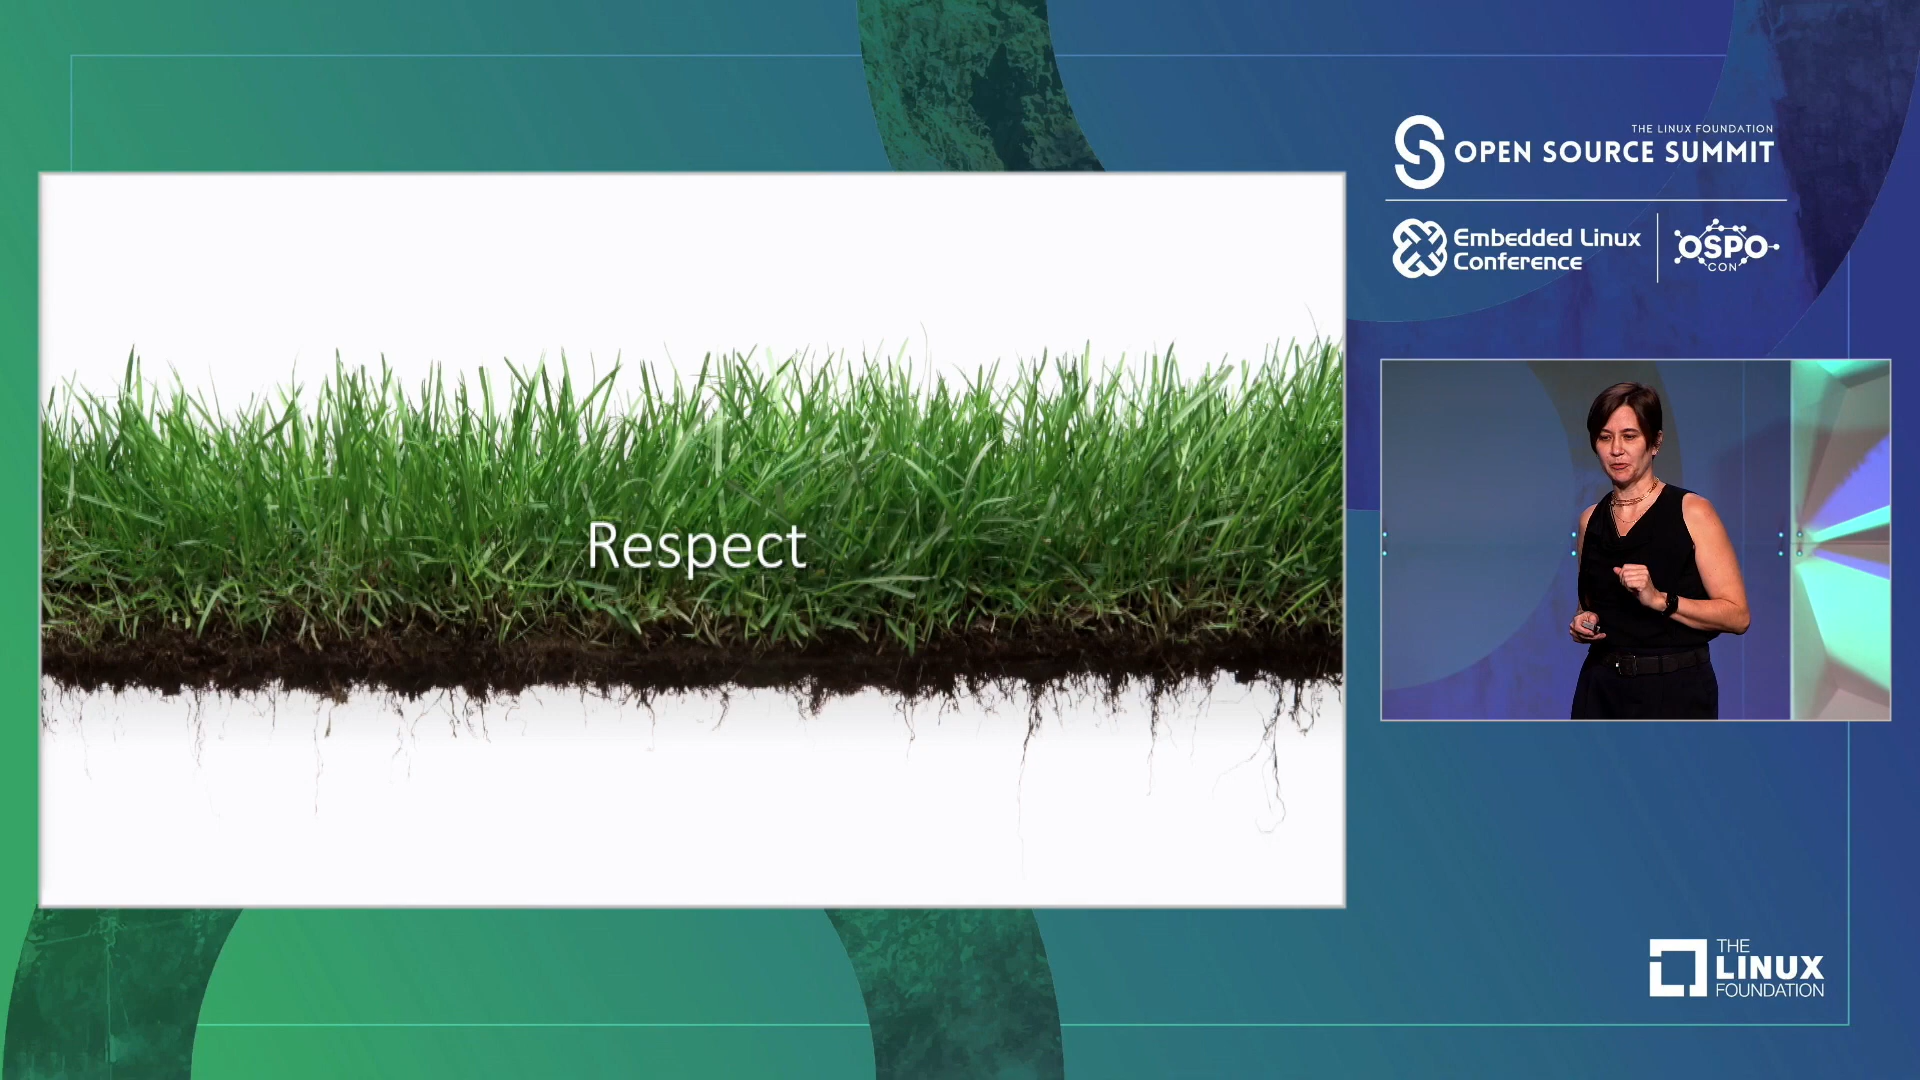 Respect
THE LINUX FOUNDATION
OPEN SOURCE SUMMIT
Embedded Linux
Conference
OSPO
CON
THE
LINUX
FOUNDATION